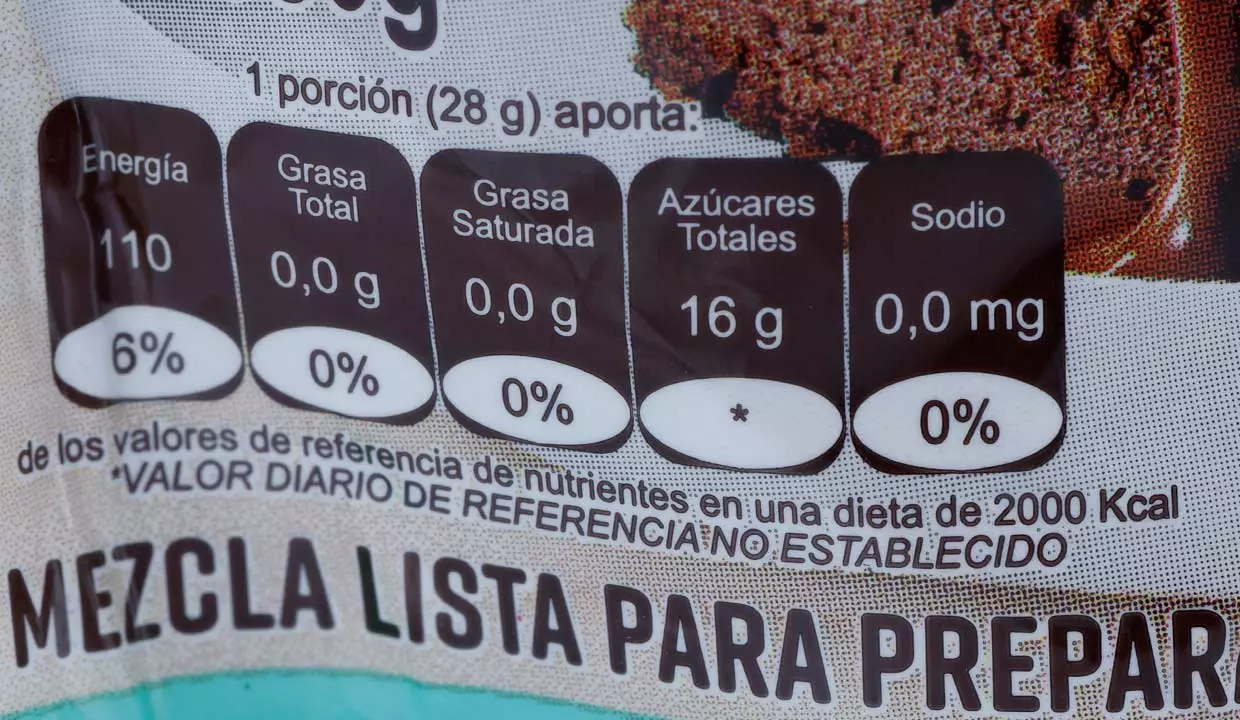 1 porción (28 g) aporta:
Energía
110
6%
Grasa
Total
0,0 g
0%
Grasa
Saturada
0,0 g
0%
Azúcares
Totales
16 g
*
Sodio
0,0 mg
0%
de los valores de referencia de nutrientes en una dieta de 2000 Kcal
*VALOR DIARIO DE REFERENCIA NO ESTABLECIDO
MEZCLA LISTA PARA PREPARA